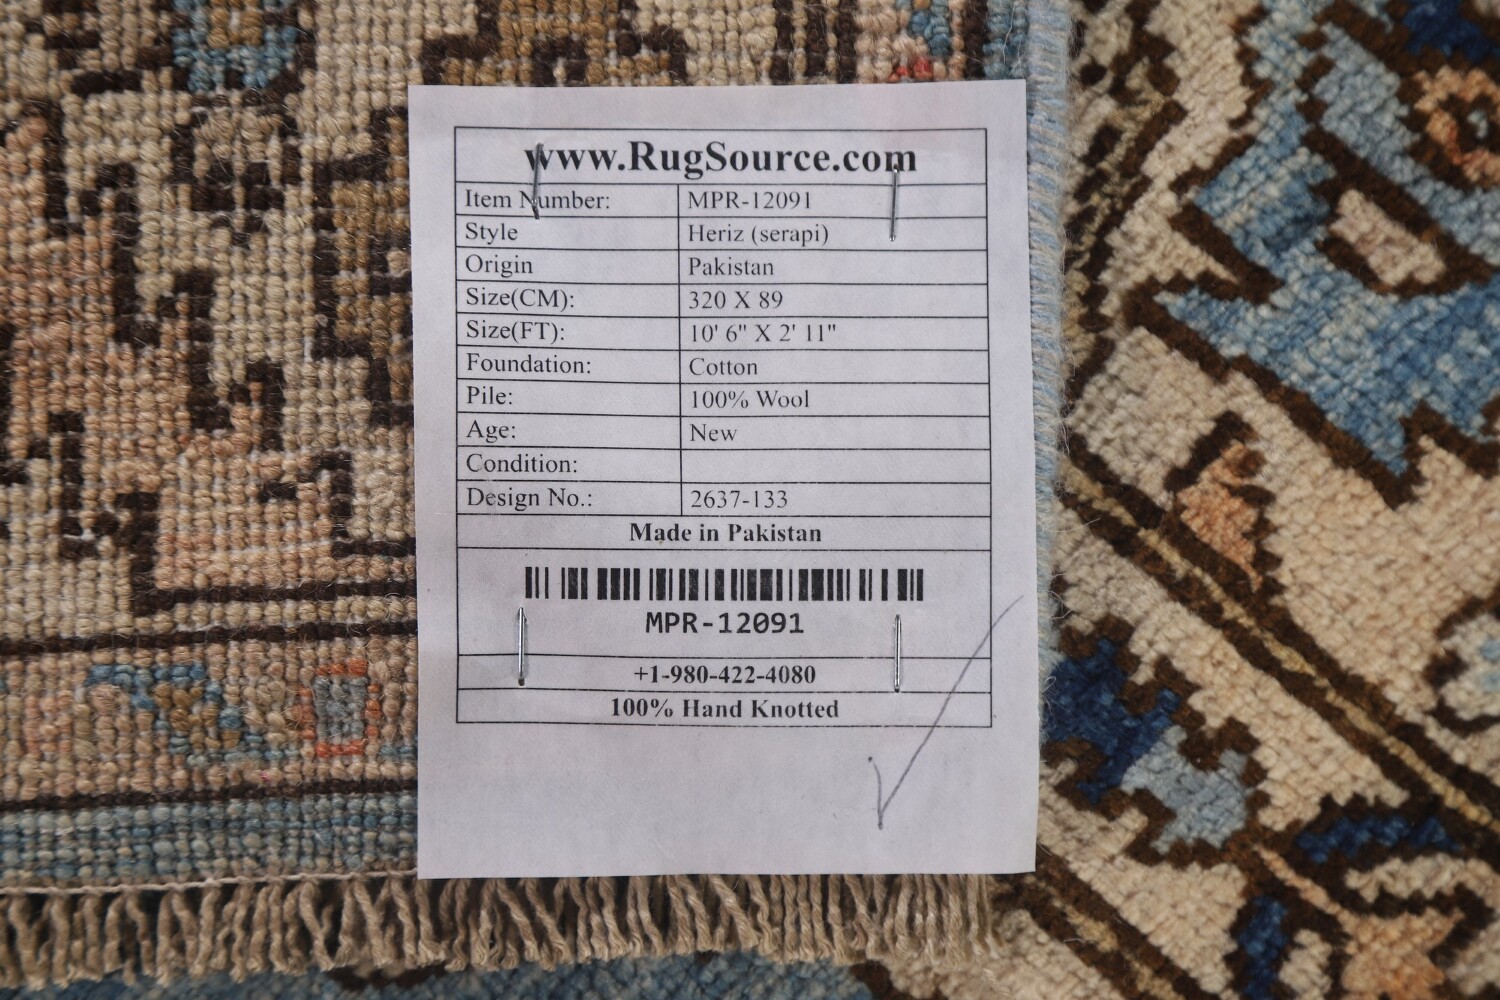 www.RugSource.com
Item Number: MPR-12091
Style Heriz (serapi)
Origin Pakistan
Size(CM): 320 X 89
Size(FT): 10' 6" X 2' 11"
Foundation: Cotton
Pile: 100% Wool
Age: New
Condition:
Design No.: 2637-133
Made in Pakistan
MPR-12091
+1-980-422-4080
100% Hand Knotted